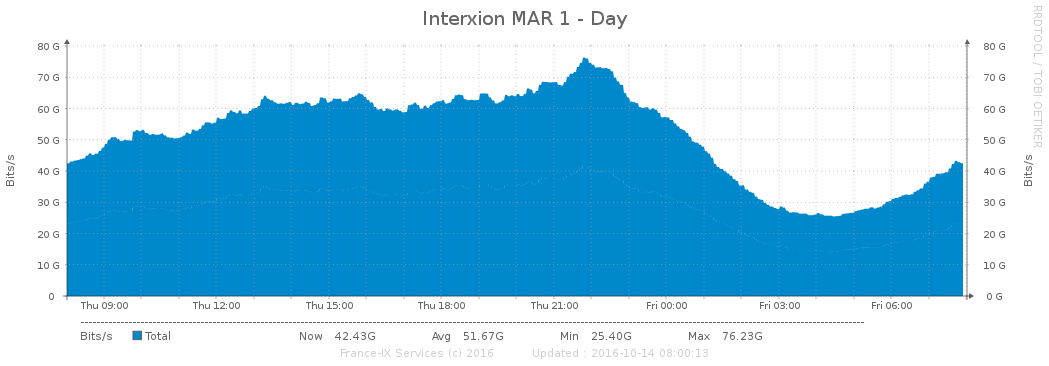 Interxion MAR 1 - Day
RRDTOOL / TOBI OETIKER
80 G 80 G
70 G 70 G
60 G 60 G
50 G 50 G
40 G 40 G
30 G 30 G
20 G 20 G
10 G 10 G
0 0 G
Bits/s
Bits/s
Thu 09:00 Thu 12:00 Thu 15:00 Thu 18:00 Thu 21:00 Fri 00:00 Fri 03:00 Fri 06:00
Bits/s Total Now 42.43G Avg 51.67G Min 25.40G Max 76.23G
France-IX Services (c) 2016 Updated : 2016-10-14 08:00:13